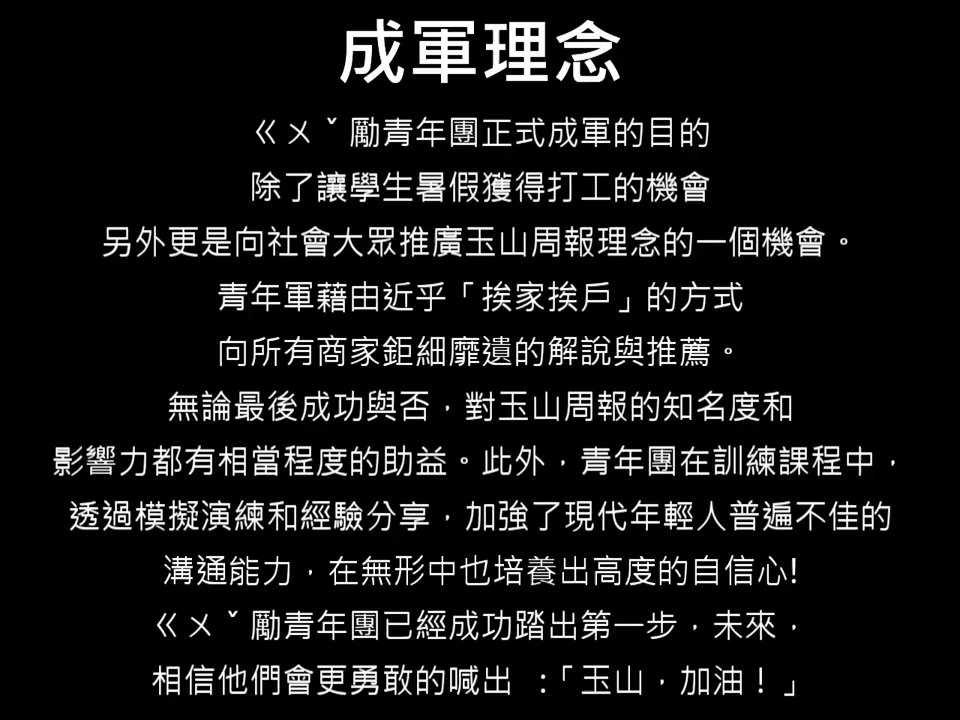 成軍理念
ㄍㄨˇ勵青年團正式成軍的目的
除了讓學生暑假獲得打工的機會
另外更是向社會大眾推廣玉山周報理念的一個機會。
青年軍藉由近乎「挨家挨戶」的方式
向所有商家鉅細靡遺的解說與推薦。
無論最後成功與否，對玉山周報的知名度和
影響力都有相當程度的助益。此外，青年團在訓練課程中，
透過模擬演練和經驗分享，加強了現代年輕人普遍不佳的
溝通能力，在無形中也培養出高度的自信心!
ㄍㄨˇ勵青年團已經成功踏出第一步，未來，
相信他們會更勇敢的喊出 :「玉山，加油！」